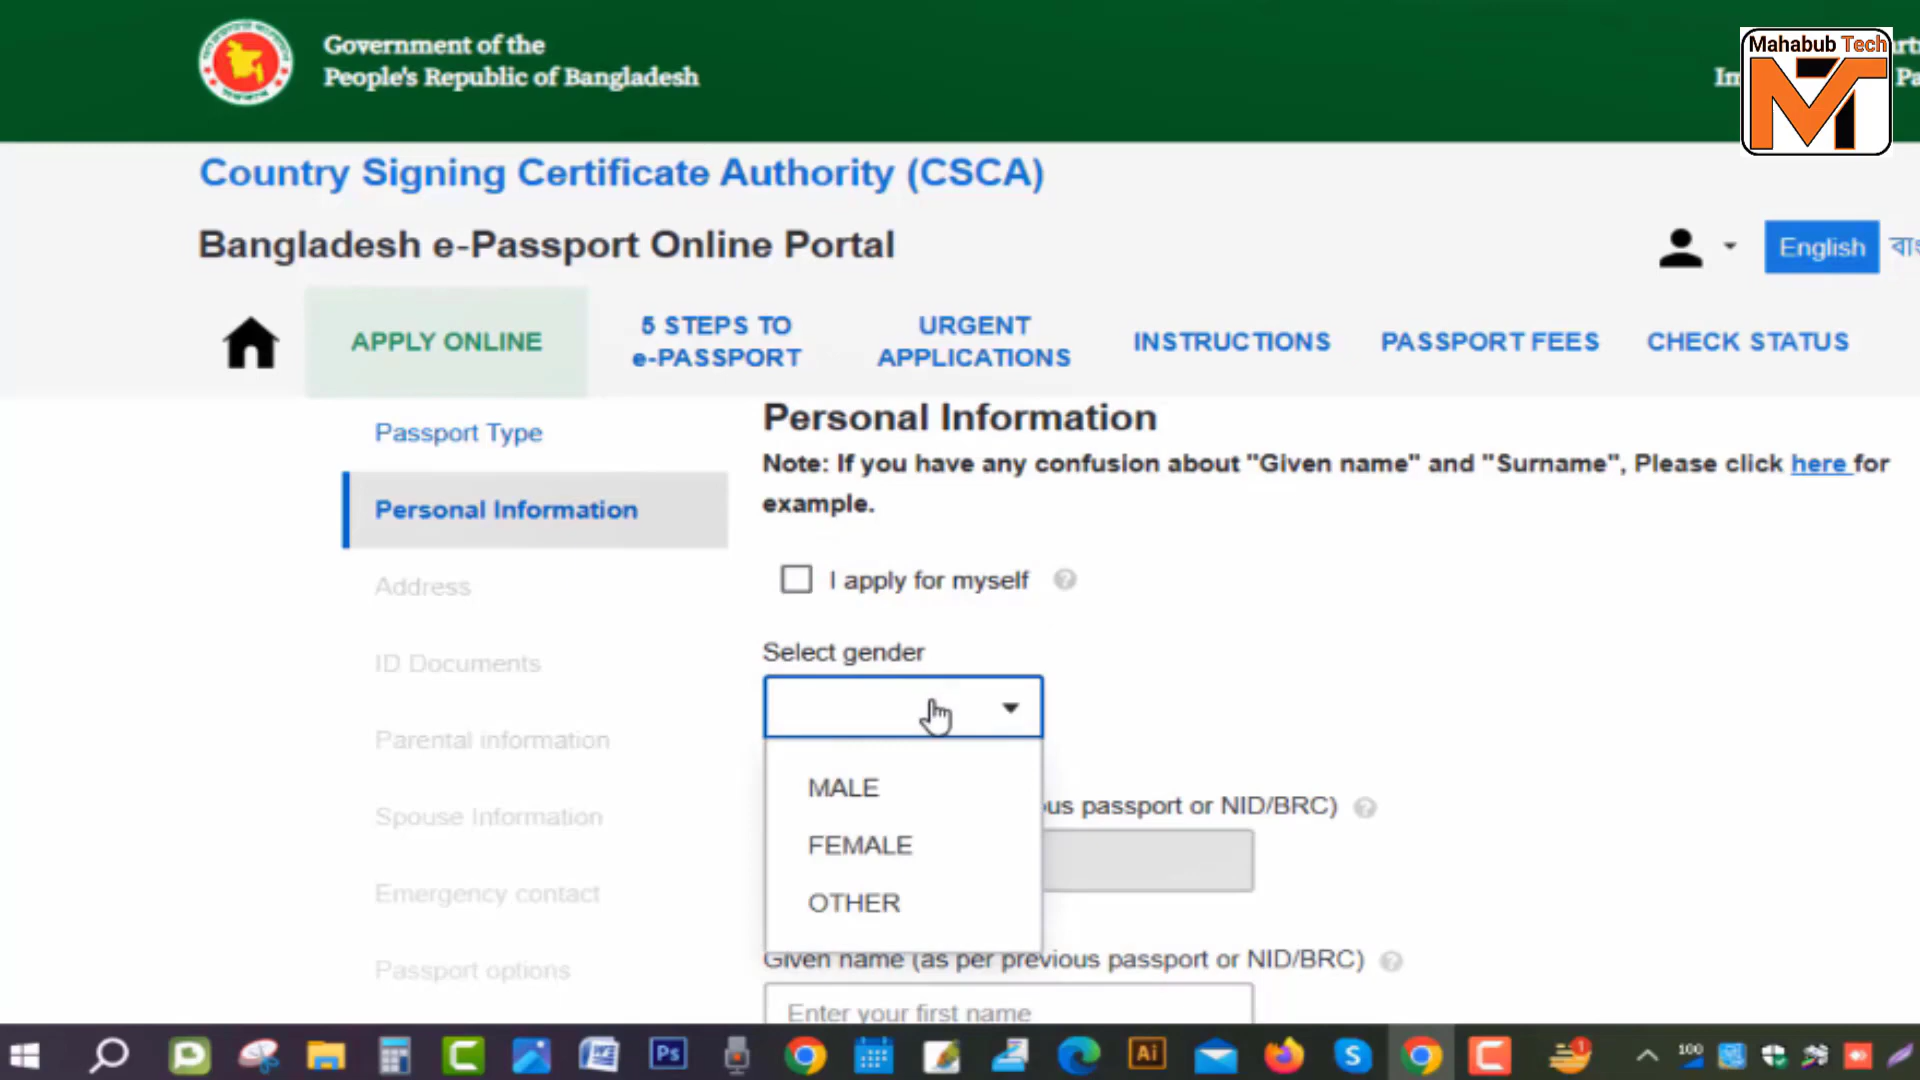 Government of the
People's Republic of Bangladesh
Mahabub Tech
MT
Country Signing Certificate Authority (CSCA)
Bangladesh e-Passport Online Portal
English
APPLY ONLINE
5 STEPS TO
e-PASSPORT
URGENT
APPLICATIONS
INSTRUCTIONS
PASSPORT FEES
CHECK STATUS
Passport Type
Personal Information
Address
ID Documents
Parental information
Spouse Information
Emergency contact
Passport options
Personal Information
Note: If you have any confusion about "Given name" and "Surname", Please click here for
example.
I apply for myself
Select gender
MALE
FEMALE
OTHER
passport or NID/BRC)
Given name (as per previous passport or NID/BRC)
Enter your first name
Ps
Ai
100